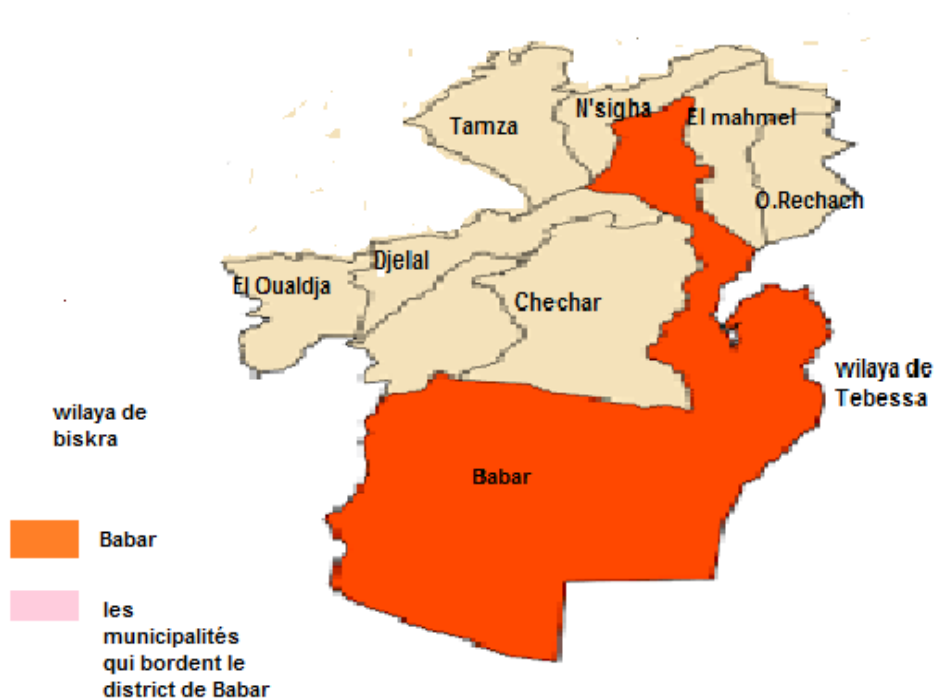 N'sigha
El mahmel
Tamza
O.Rechach
Djelal
El Oualdja
Chechar
wilaya de
Tebessa
wilaya de
biskra
Babar
Babar
les
municipalités
qui bordent le
district de Babar